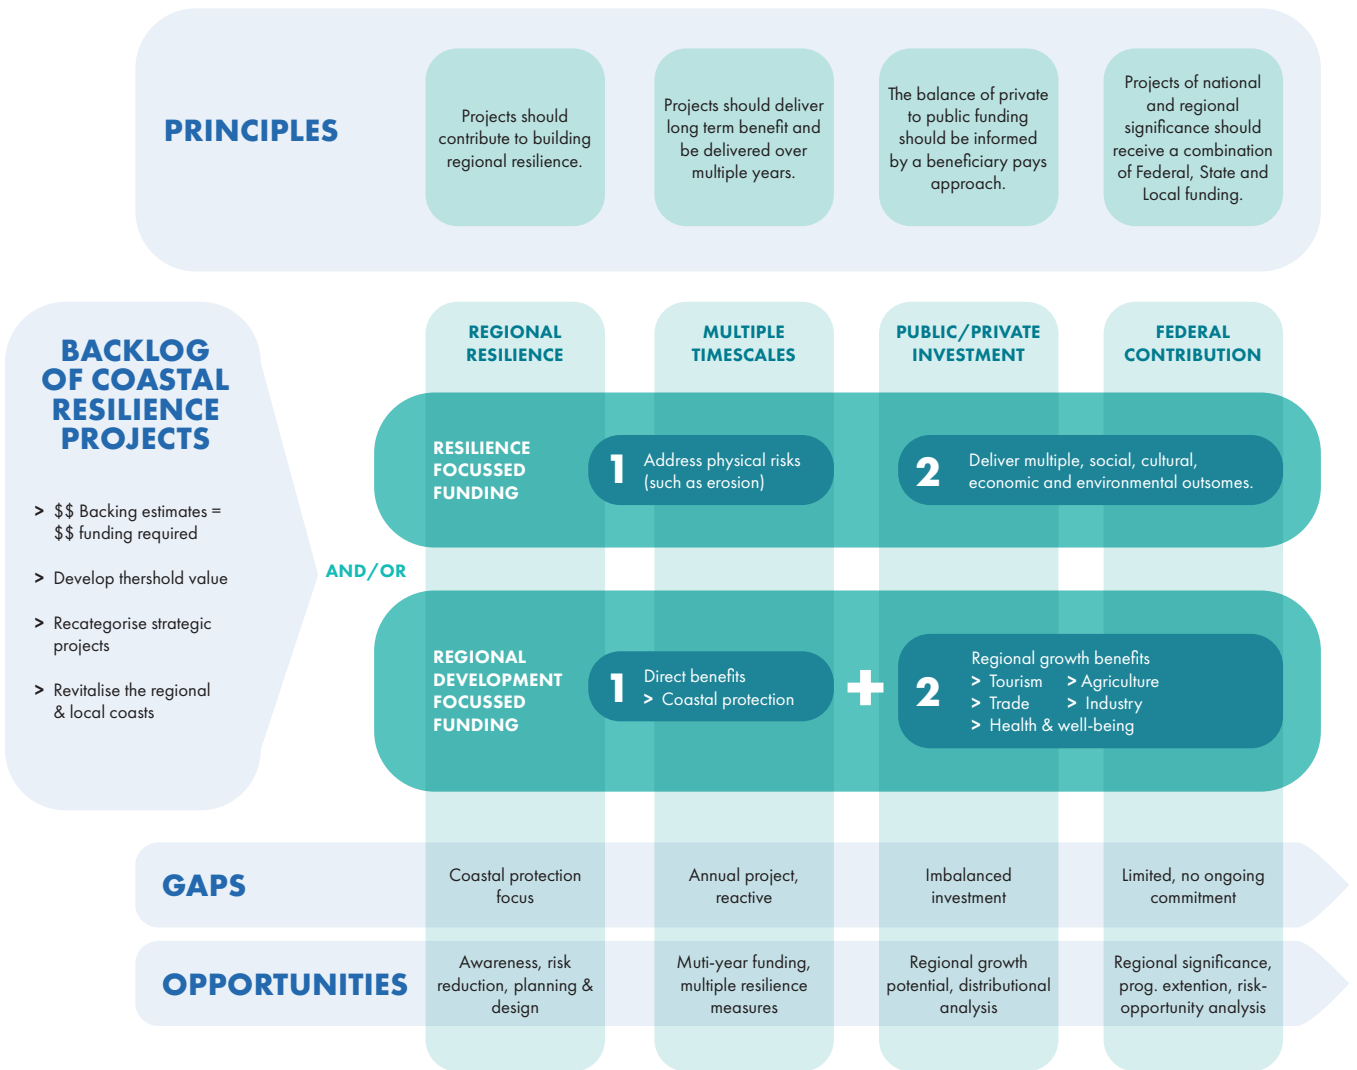 PRINCIPLES
Projects should
contribute to building
regional resilience.
Projects should deliver
long term benefit and
be delivered over
multiple years.
The balance of private
to public funding
should be informed
by a beneficiary pays
approach.
Projects of national
and regional
significance should
receive a combination
of Federal, State and
Local funding.
BACKLOG
OF COASTAL
RESILIENCE
PROJECTS
> $$ Backing estimates =
$$ funding required
> Develop thershold value
> Recategorise strategic
projects
> Revitalise the regional
& local coasts
AND/OR
REGIONAL
RESILIENCE
MULTIPLE
TIMESCALES
PUBLIC/PRIVATE
INVESTMENT
FEDERAL
CONTRIBUTION
RESILIENCE
FOCUSSED
FUNDING
1 Address physical risks
(such as erosion)
2 Deliver multiple, social, cultural,
economic and environmental outcomes.
REGIONAL
DEVELOPMENT
FOCUSSED
FUNDING
1 Direct benefits
> Coastal protection
+
2 Regional growth benefits
> Tourism > Agriculture
> Trade > Industry
> Health & well-being
GAPS
Coastal protection
focus
Annual project,
reactive
Imbalanced
investment
Limited, no ongoing
commitment
OPPORTUNITIES
Awareness, risk
reduction, planning &
design
Muti-year funding,
multiple resilience
measures
Regional growth
potential, distributional
analysis
Regional significance,
prog. extention, risk-
opportunity analysis